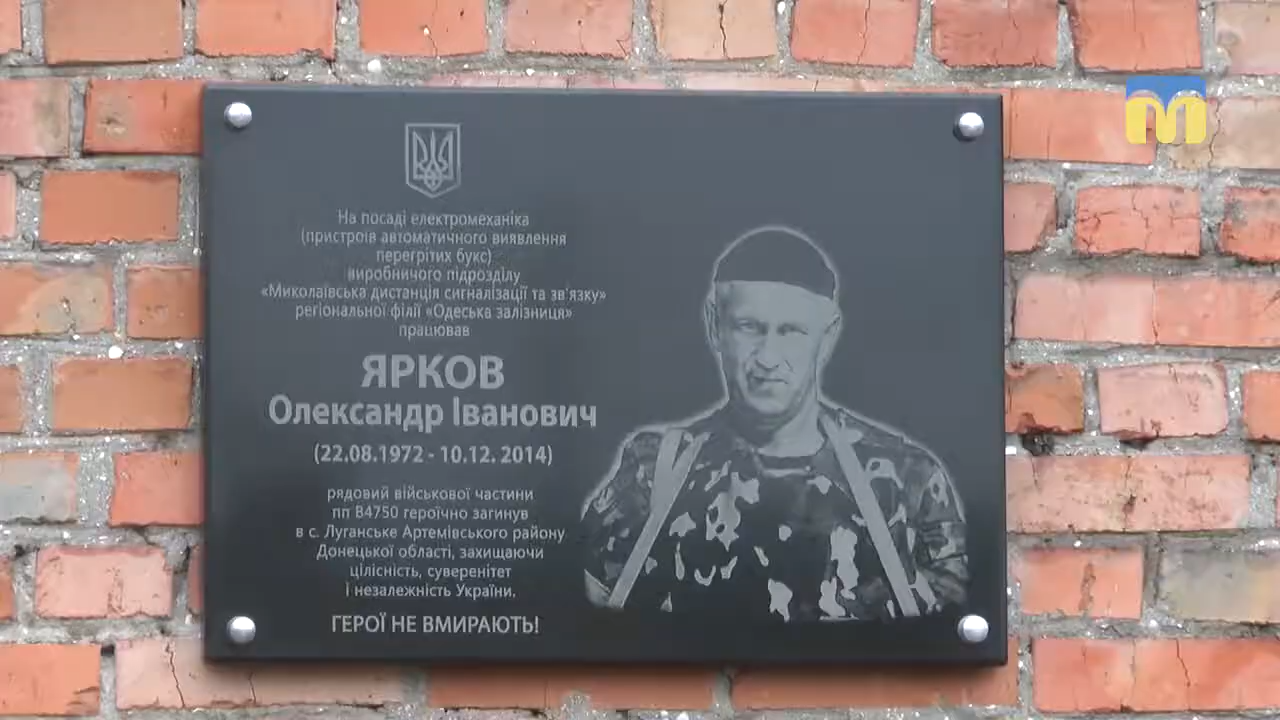 На посаді електромеханіка
(пристроїв автоматичного виявлення
перегрітих букс)
виробничого підрозділу
«Миколаївська дистанція сигналізації та зв'язку»
регіональної філії «Одеська залізниця»
працював
ЯРКОВ
Олександр Іванович
(22.08.1972 - 10.12. 2014)
рядовий військової частини
пп В4750 героїчно загинув
в с. Луганське Артемівського району
Донецької області, захищаючи
цілісність, суверенітет
і незалежність України.
ГЕРОЇ НЕ ВМИРАЮТЬ!